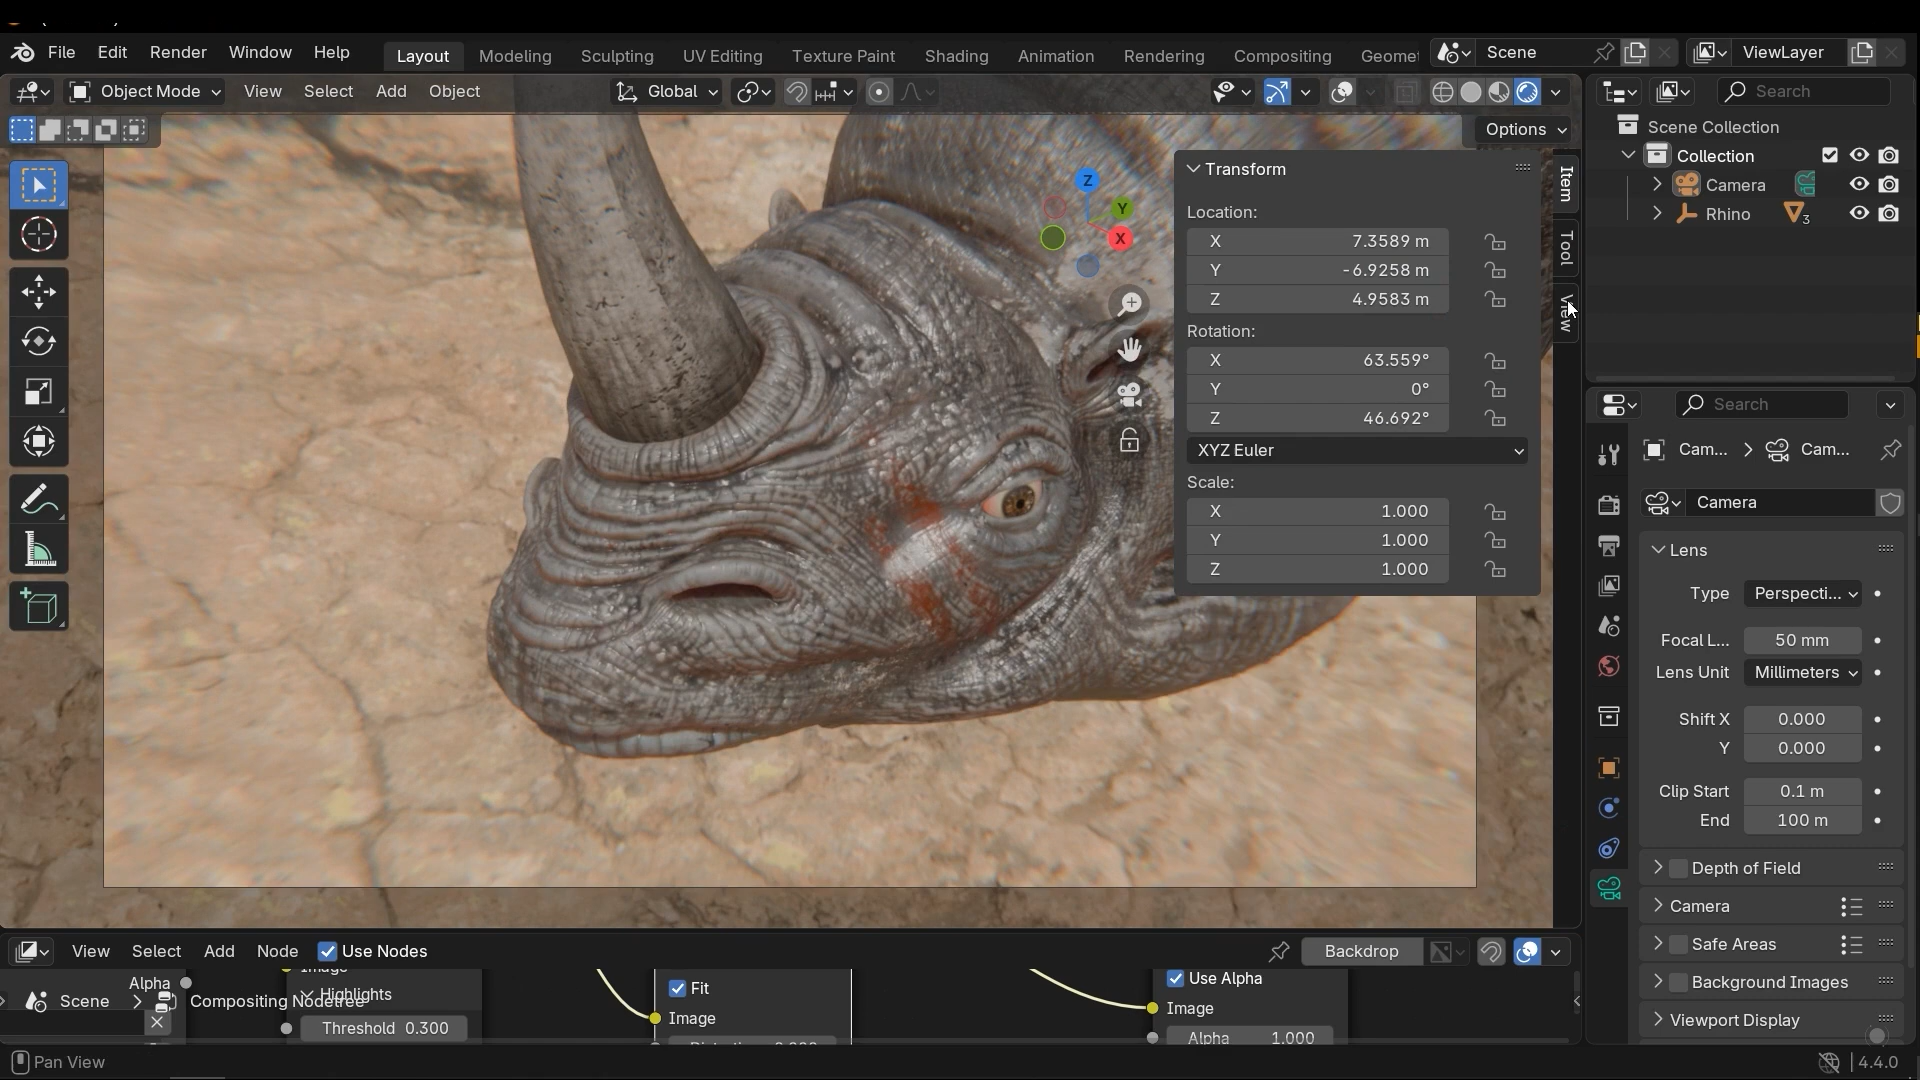 File Edit Render Window Help
Layout Modeling Sculpting UV Editing Texture Paint Shading Animation Rendering Compositing Geomet
Scene
ViewLayer
Object Mode View Select Add Object
Global
Options
Search
Scene Collection
Collection
Camera
3
Rhino
Item
Tool
View
Z
Y
X
Transform
Location:
X 7.3589 m
Y -6.9258 m
Z 4.9583 m
Rotation:
X 63.559°
Y 0°
Z 46.692°
XYZ Euler
Scale:
X 1.000
Y 1.000
Z 1.000
Search
Cam... Cam...
Camera
Lens
Type Perspecti...
Focal L... 50 mm
Lens Unit Millimeters
Shift X 0.000
Y 0.000
Clip Start 0.1 m
End 100 m
Depth of Field
Camera
Safe Areas
Background Images
Viewport Display
View Select Add Node Use Nodes
Backdrop
Alpha
Image
Scene Compositing Nodetree
Highlights
Threshold 0.300
Fit
Image
Use Alpha
Image
Alpha 1.000
Pan View
4.4.0